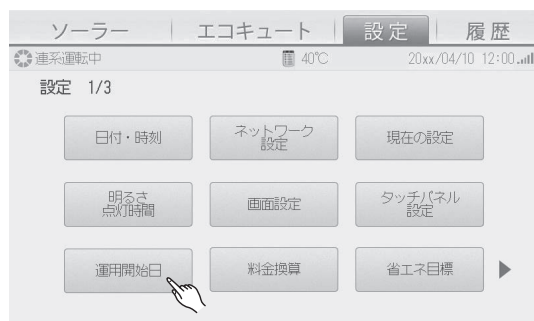 ソーラー エコキュート 設定 履歴
連系運転中 40℃ 20xx/04/10 12:00
設定 1/3
日付・時刻
ネットワーク
設定
現在の設定
明るさ
点灯時間
画面設定
タッチパネル
設定
運用開始日
料金換算
省エネ目標